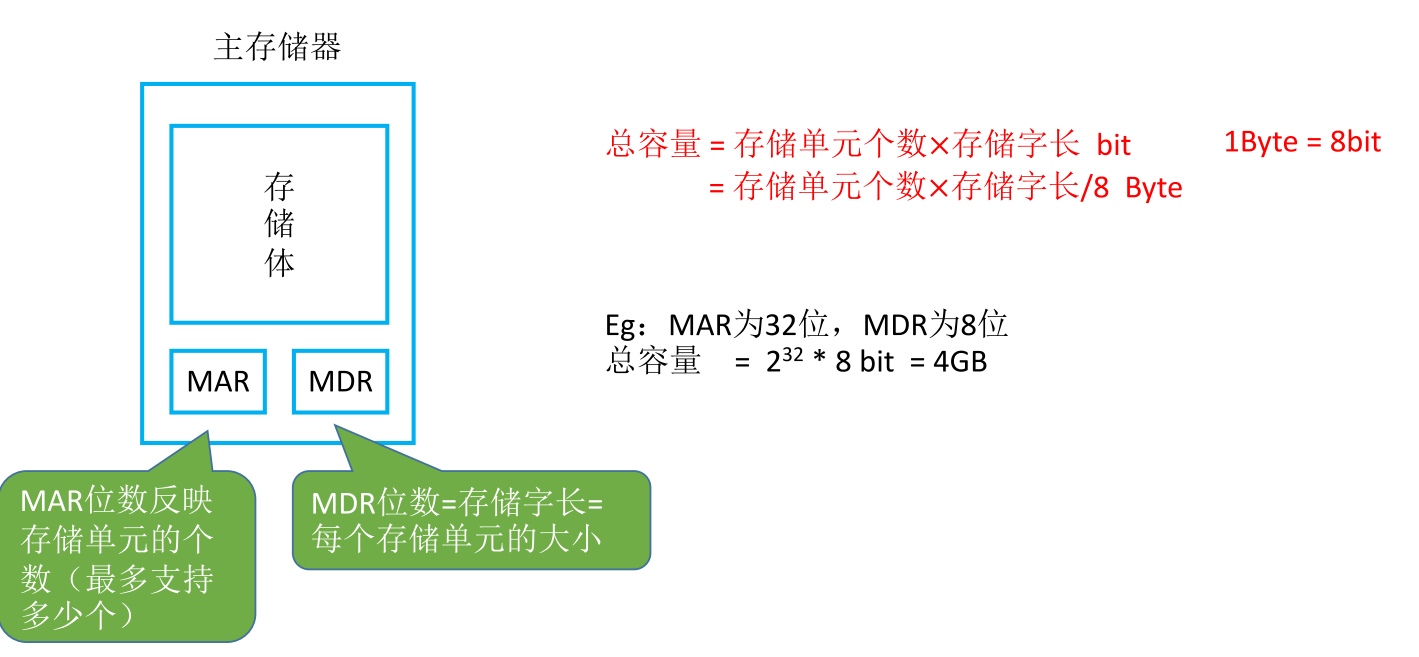 主存储器
存
储
体
MAR
MDR
MAR位数反映
存储单元的个
数（最多支持
多少个）
MDR位数=存储字长=
每个存储单元的大小
总容量 = 存储单元个数×存储字长 bit
= 存储单元个数×存储字长/8 Byte
1Byte = 8bit
Eg：MAR为32位，MDR为8位
总容量 = 2³² * 8 bit = 4GB